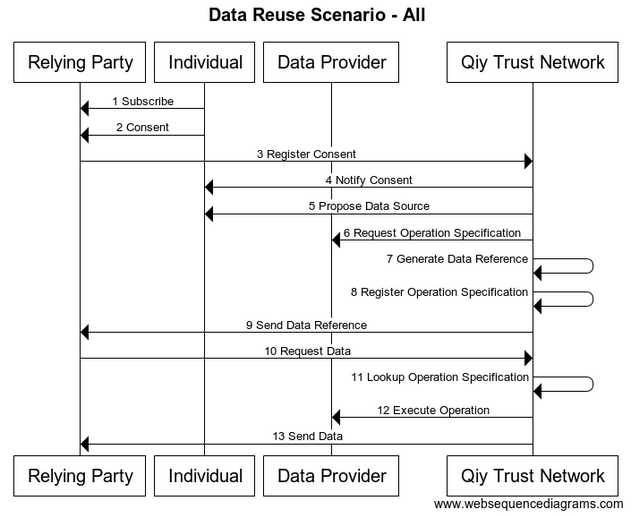 Data Reuse Scenario - All
Relying Party
Individual
Data Provider
Qiy Trust Network
1 Subscribe
2 Consent
3 Register Consent
4 Notify Consent
5 Propose Data Source
6 Request Operation Specification
7 Generate Data Reference
8 Register Operation Specification
9 Send Data Reference
10 Request Data
11 Lookup Operation Specification
12 Execute Operation
13 Send Data
Relying Party
Individual
Data Provider
Qiy Trust Network
www.websequencediagrams.com